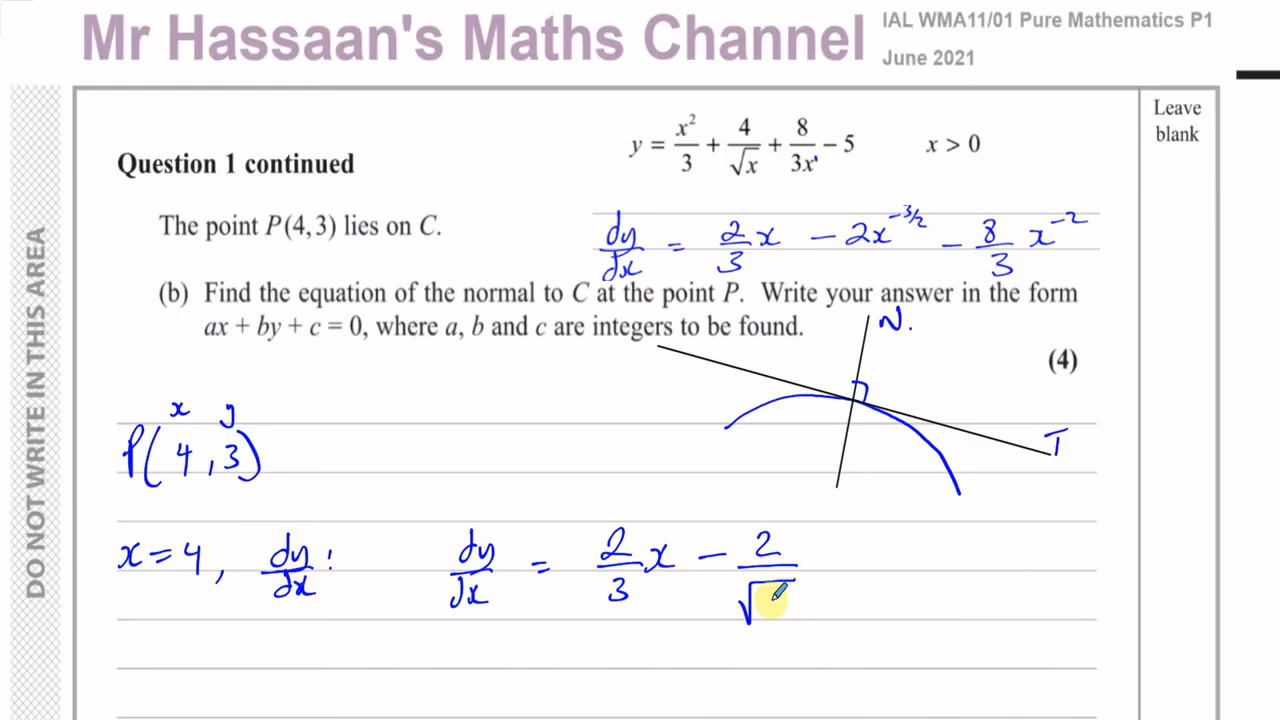 Mr Hassaan's Maths Channel
IAL WMA11/01 Pure Mathematics P1
June 2021
Leave
blank
Question 1 continued
y = x²/3 + 4/√x + 8/3x - 5 x > 0
The point P(4, 3) lies on C.
dy/dx = 2/3 x - 2x^(-3/2) - 8/3 x^(-2)
(b) Find the equation of the normal to C at the point P. Write your answer in the form
ax + by + c = 0, where a, b and c are integers to be found.
(4)
N.
T
x y
P(4, 3)
x = 4, dy/dx : dy/dx = 2/3 x - 2/√
DO NOT WRITE IN THIS AREA